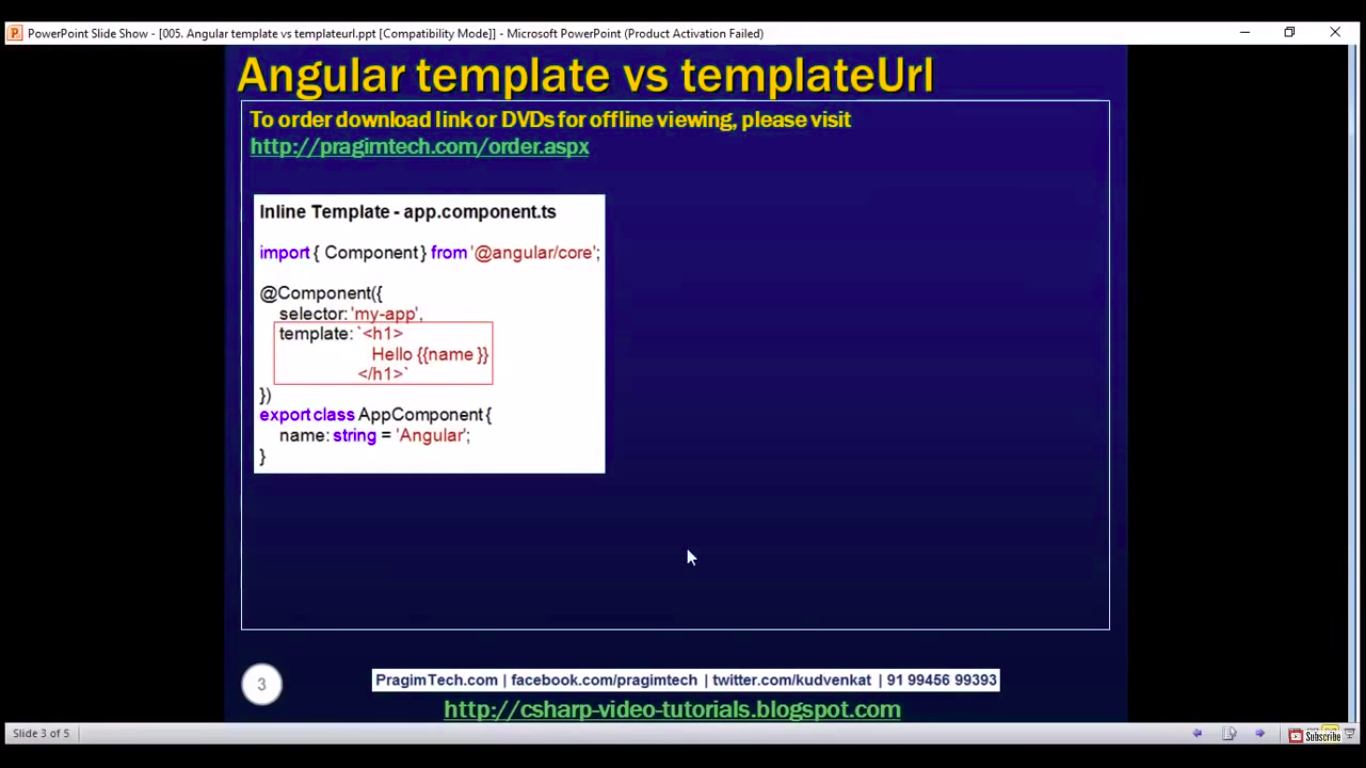 PowerPoint Slide Show - [005. Angular template vs templateurl.ppt [Compatibility Mode]] - Microsoft PowerPoint (Product Activation Failed)
Angular template vs templateUrl
To order download link or DVDs for offline viewing, please visit
http://pragimtech.com/order.aspx
Inline Template - app.component.ts
import { Component } from '@angular/core';
@Component({
selector: 'my-app',
template: `<h1>
Hello {{name }}
</h1>`
})
export class AppComponent {
name: string = 'Angular';
}
3
PragimTech.com | facebook.com/pragimtech | twitter.com/kudvenkat | 91 99456 99393
http://csharp-video-tutorials.blogspot.com
Slide 3 of 5
Subscribe